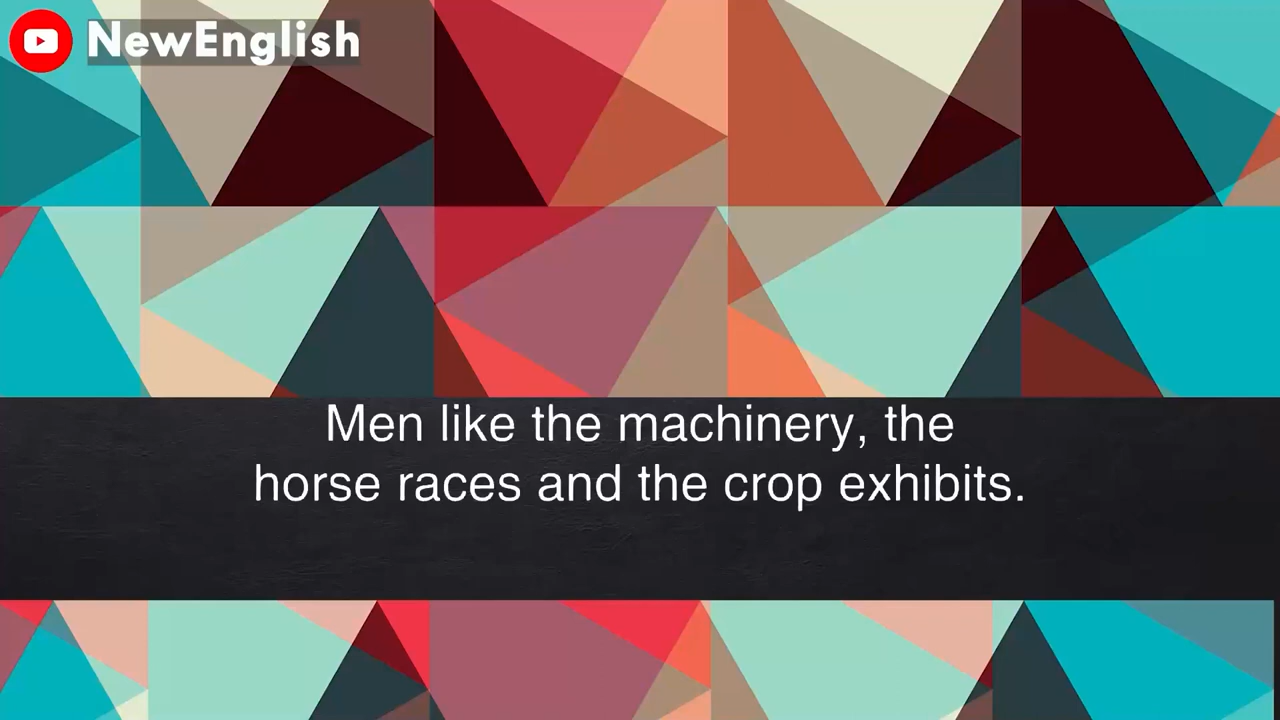 NewEnglish
Men like the machinery, the
horse races and the crop exhibits.